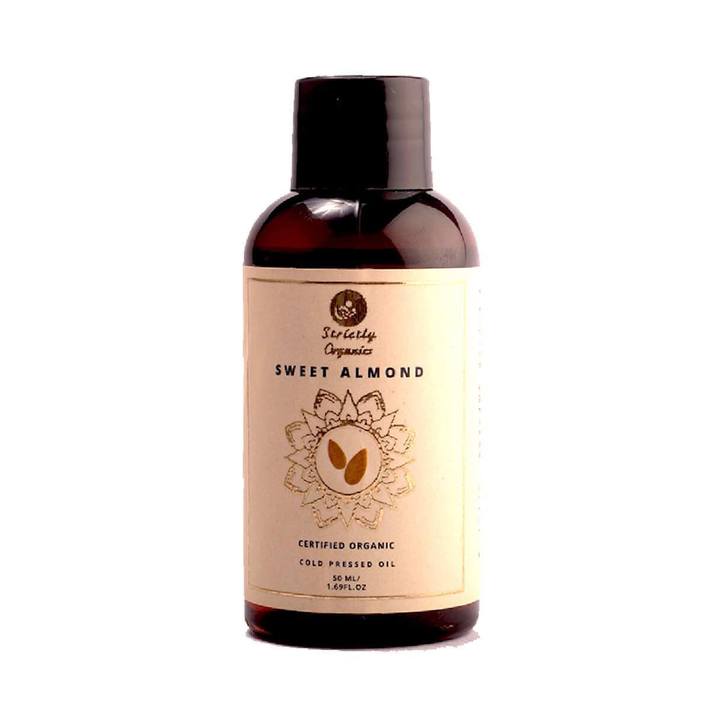 Strictly
Organics
SWEET ALMOND
CERTIFIED ORGANIC
COLD PRESSED OIL
50 ML/
1.69FL.OZ